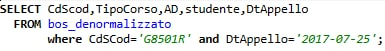 SELECT CdScod,TipoCorso,AD,studente,DtAppello
FROM bos_denormalizzato
where CdSCod='G8501R' and DtAppello='2017-07-25';